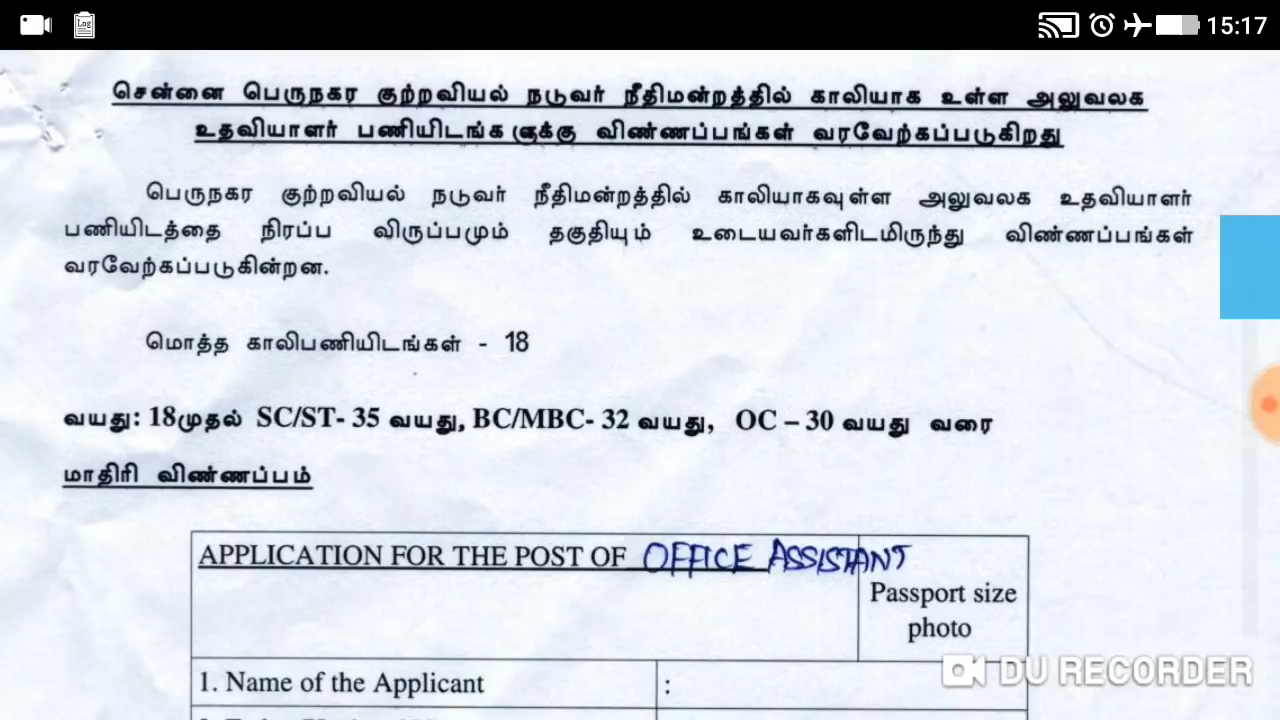 Log
15:17
சென்னை பெருநகர குற்றவியல் நடுவர் நீதிமன்றத்தில் காலியாக உள்ள அலுவலக
உதவியாளர் பணியிடங்களுக்கு விண்ணப்பங்கள் வரவேற்கப்படுகிறது
பெருநகர குற்றவியல் நடுவர் நீதிமன்றத்தில் காலியாகவுள்ள அலுவலக உதவியாளர்
பணியிடத்தை நிரப்ப விருப்பமும் தகுதியும் உடையவர்களிடமிருந்து விண்ணப்பங்கள்
வரவேற்கப்படுகின்றன.
மொத்த காலிபணியிடங்கள் - 18
வயது: 18முதல் SC/ST- 35 வயது, BC/MBC- 32 வயது, OC – 30 வயது வரை
மாதிரி விண்ணப்பம்
APPLICATION FOR THE POST OF OFFICE ASSISTANT
Passport size
photo
1. Name of the Applicant :
DU RECORDER